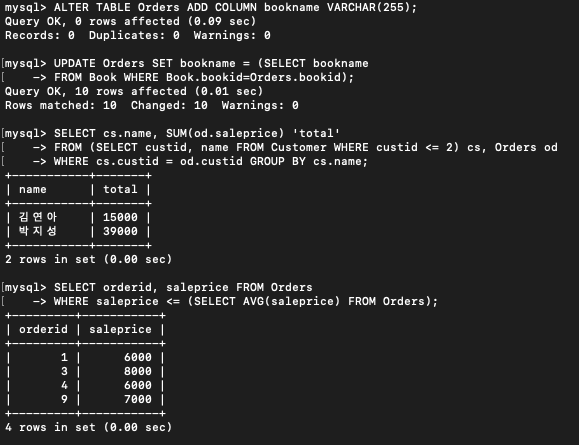 mysql> ALTER TABLE Orders ADD COLUMN bookname VARCHAR(255);
Query OK, 0 rows affected (0.09 sec)
Records: 0  Duplicates: 0  Warnings: 0

[mysql> UPDATE Orders SET bookname = (SELECT bookname
[    -> FROM Book WHERE Book.bookid=Orders.bookid);
Query OK, 10 rows affected (0.01 sec)
Rows matched: 10  Changed: 10  Warnings: 0

[mysql> SELECT cs.name, SUM(od.saleprice) 'total'
[    -> FROM (SELECT custid, name FROM Customer WHERE custid <= 2) cs, Orders od
[    -> WHERE cs.custid = od.custid GROUP BY cs.name;
+-----------+-------+
| name      | total |
+-----------+-------+
| 김연아 | 15000 |
| 박지성 | 39000 |
+-----------+-------+
2 rows in set (0.00 sec)

[mysql> SELECT orderid, saleprice FROM Orders
[    -> WHERE saleprice <= (SELECT AVG(saleprice) FROM Orders);
+---------+-----------+
| orderid | saleprice |
+---------+-----------+
|       1 |      6000 |
|       3 |      8000 |
|       4 |      6000 |
|       9 |      7000 |
+---------+-----------+
4 rows in set (0.00 sec)